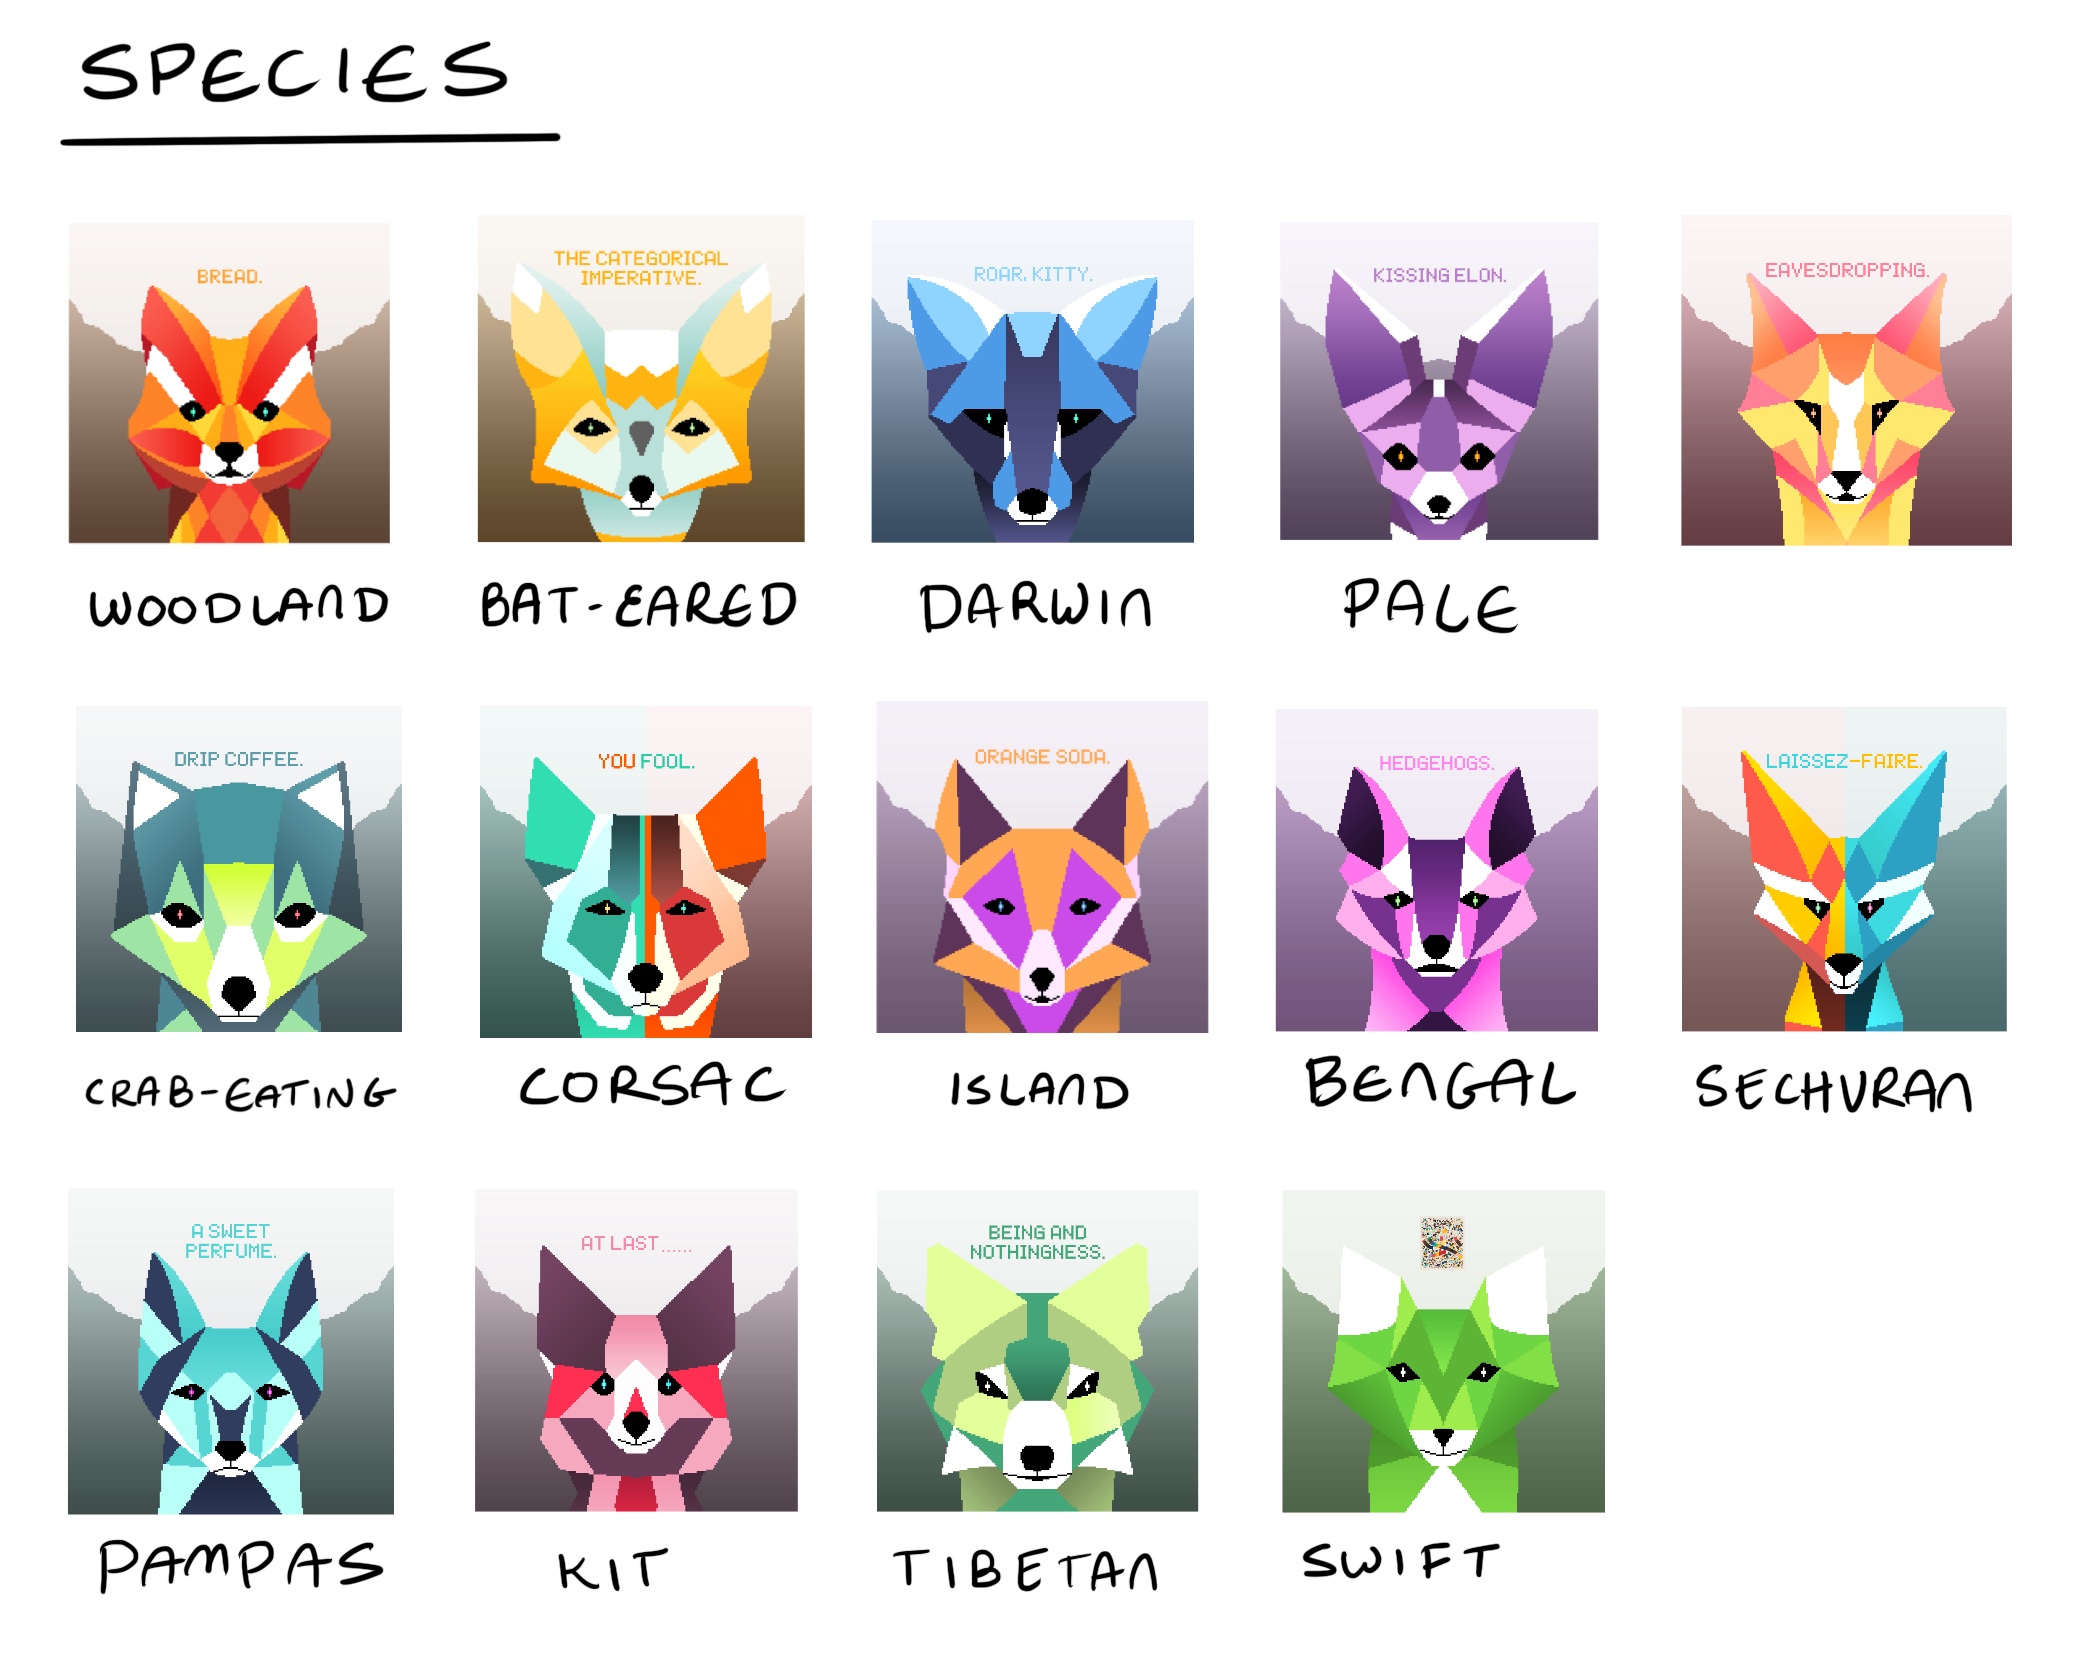 SPECIES
BREAD.
THE CATEGORICAL
IMPERATIVE.
ROAR, KITTY.
KISSING ELON.
EAVESDROPPING.
WOODLAND
BAT-EARED
DARWIN
PALE
DRIP COFFEE.
YOU FOOL.
ORANGE SODA.
HEDGEHOGS.
LAISSEZ-FAIRE.
CRAB-EATING
CORSAC
ISLAND
BENGAL
SECHURAN
A SWEET
PERFUME.
AT LAST......
BEING AND
NOTHINGNESS.
PAMPAS
KIT
TIBETAN
SWIFT